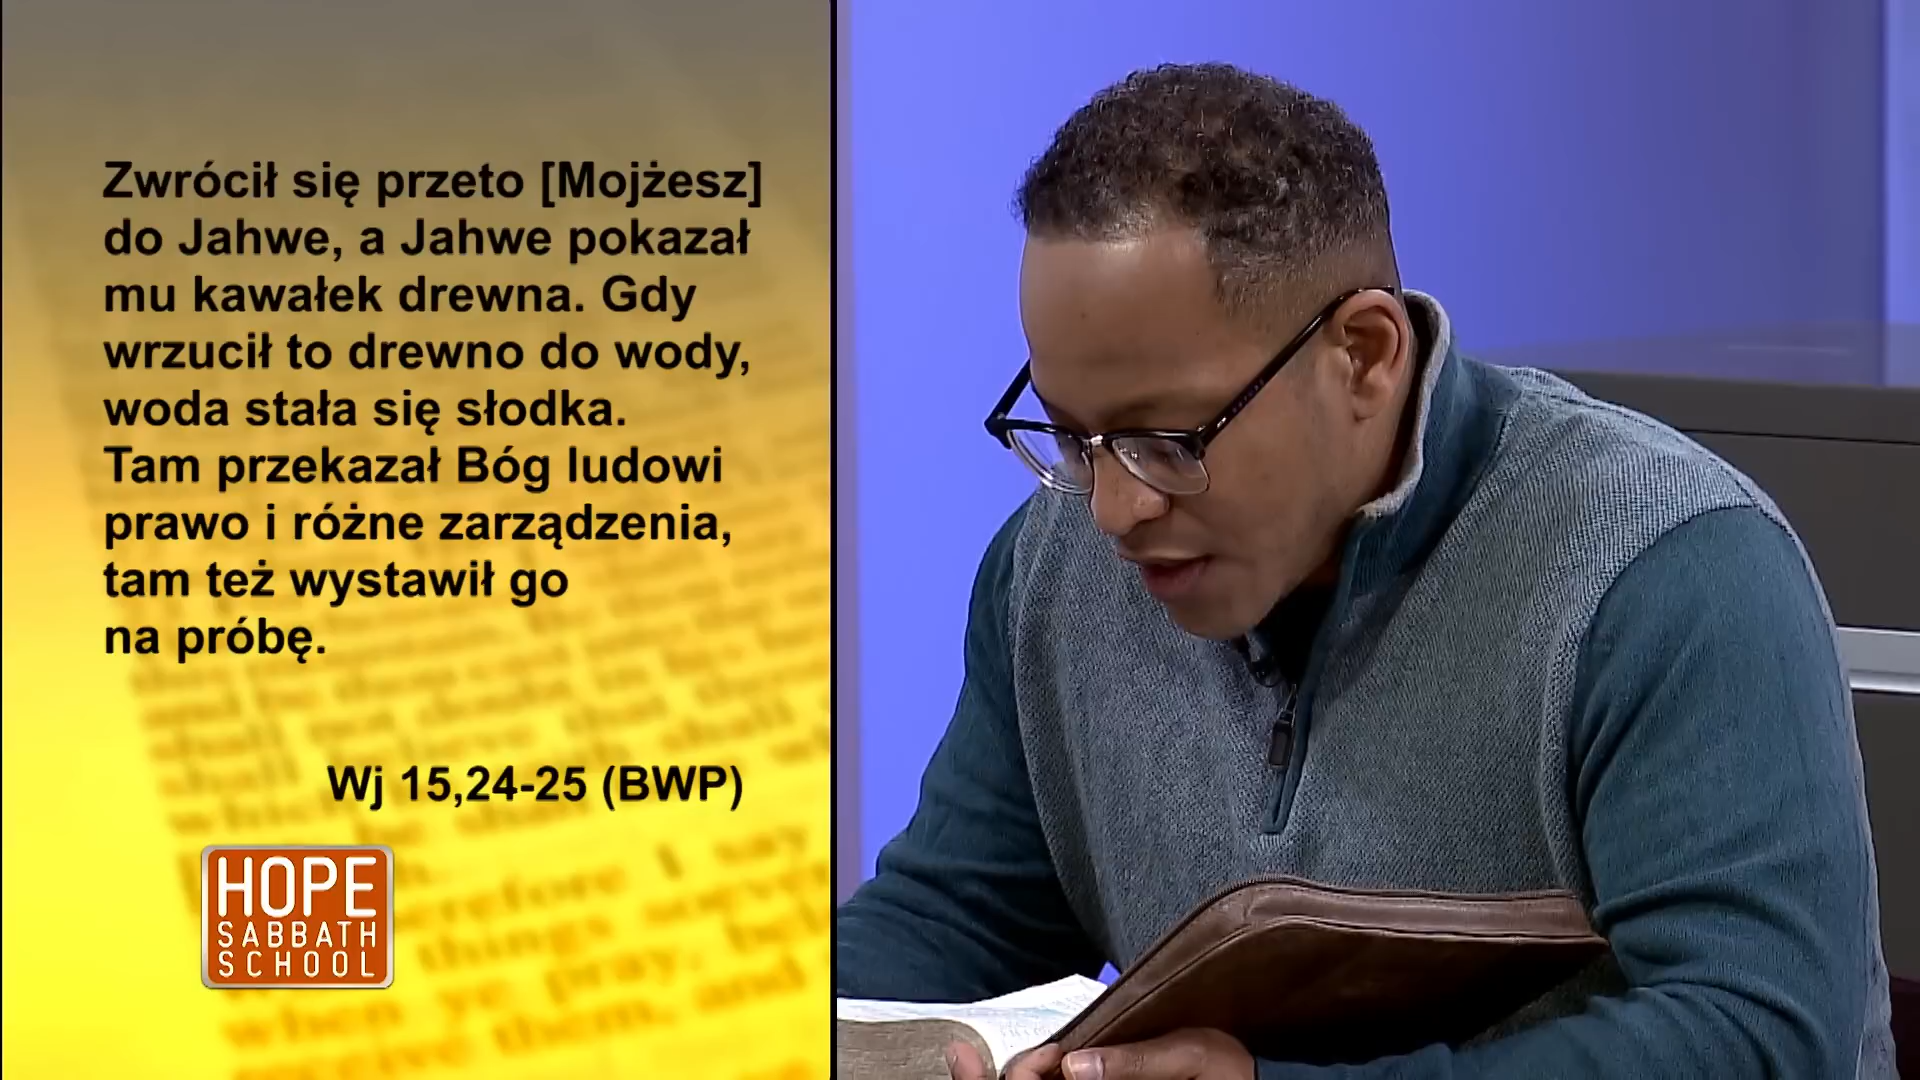 Zwrócił się przeto [Mojżesz]
do Jahwe, a Jahwe pokazał
mu kawałek drewna. Gdy
wrzucił to drewno do wody,
woda stała się słodka.
Tam przekazał Bóg ludowi
prawo i różne zarządzenia,
tam też wystawił go
na próbę.
Wj 15,24-25 (BWP)
HOPE
SABBATH
SCHOOL